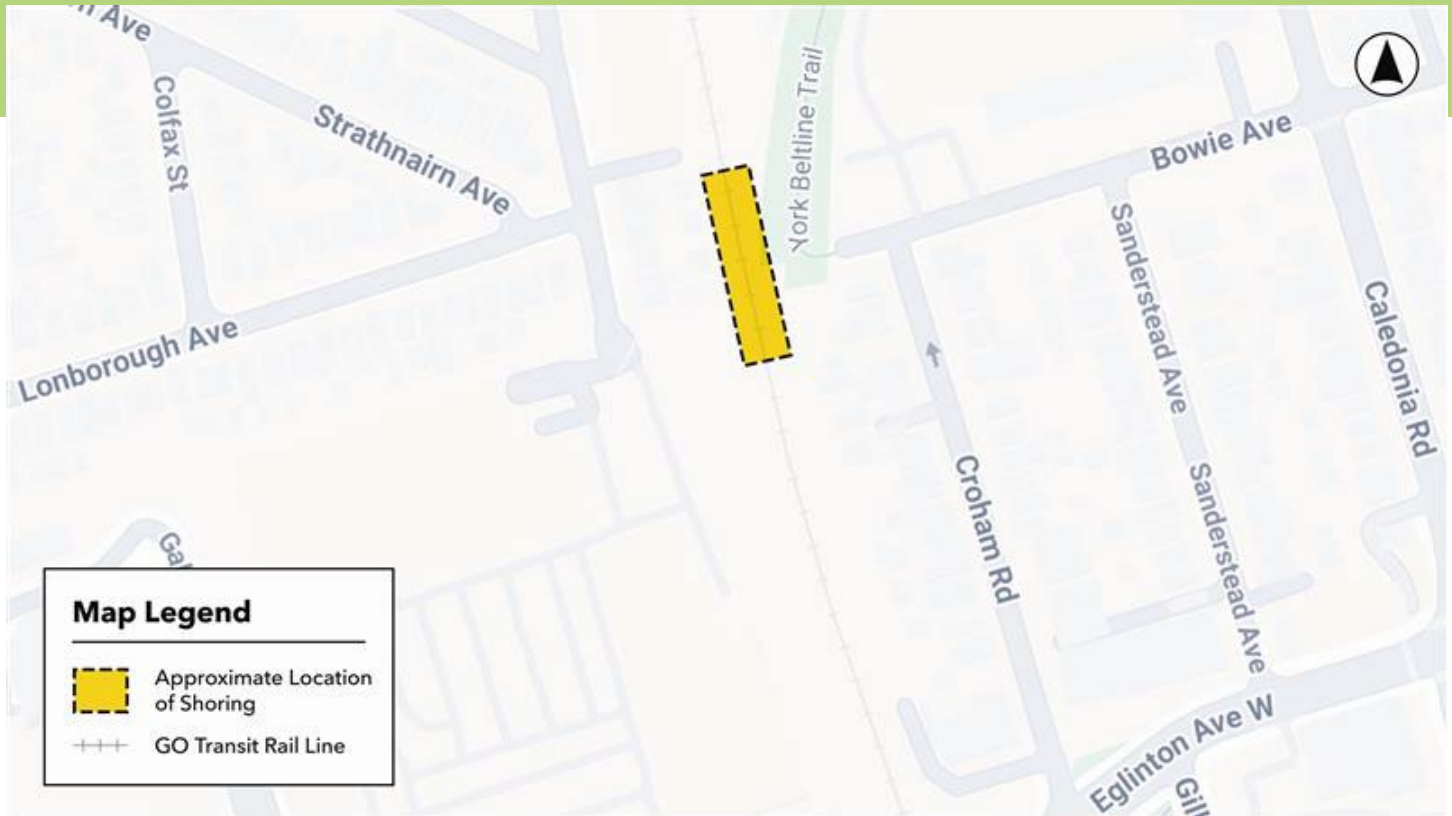 Ave
Colfax St
Strathnairn Ave
York Beltline Trail
Bowie Ave
Lonborough Ave
Sanderstead Ave
Caledonia Rd
Croham Rd
Sanderstead Ave
Eglinton Ave W
Map Legend
Approximate Location
of Shoring
GO Transit Rail Line